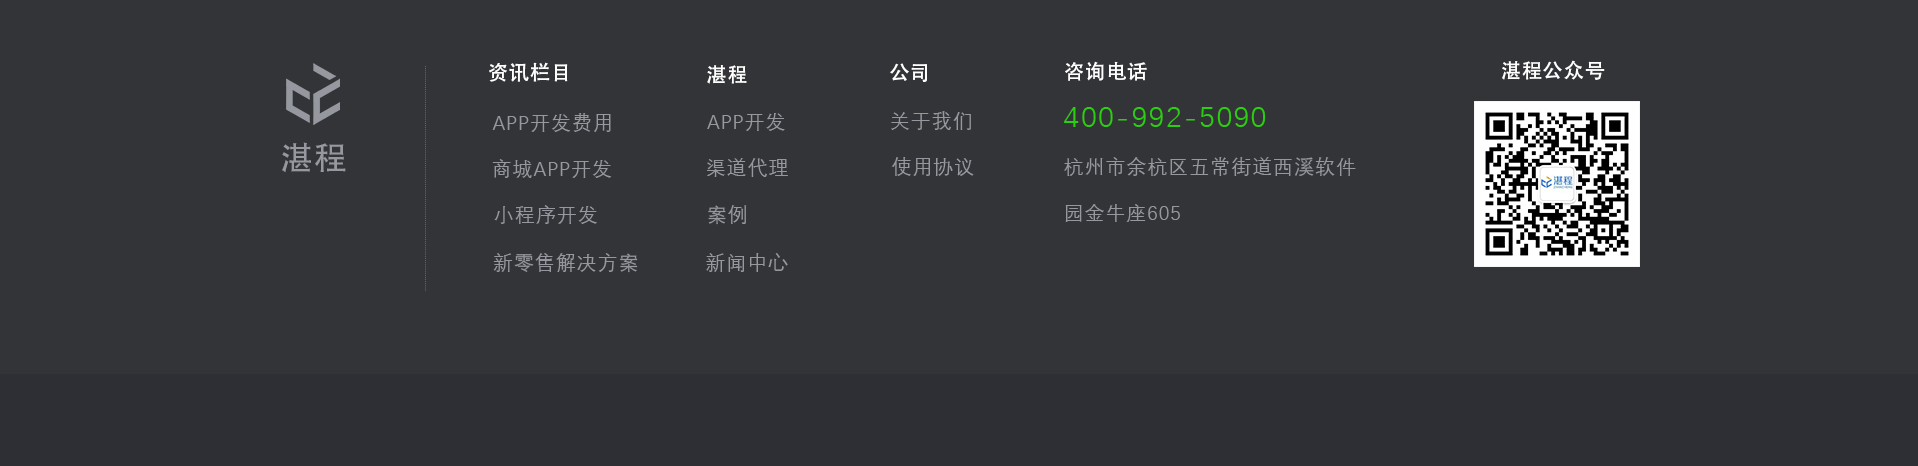 湛程
资讯栏目
APP开发费用
商城APP开发
小程序开发
新零售解决方案
湛程
APP开发
渠道代理
案例
新闻中心
公司
关于我们
使用协议
咨询电话
400-992-5090
杭州市余杭区五常街道西溪软件
园金牛座605
湛程公众号
湛程